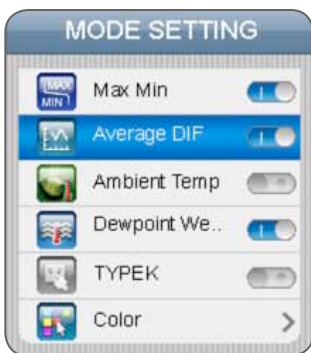 MODE SETTING
MAX
MIN
Max Min
Average DIF
Ambient Temp
Dewpoint We..
TYPEK
Color